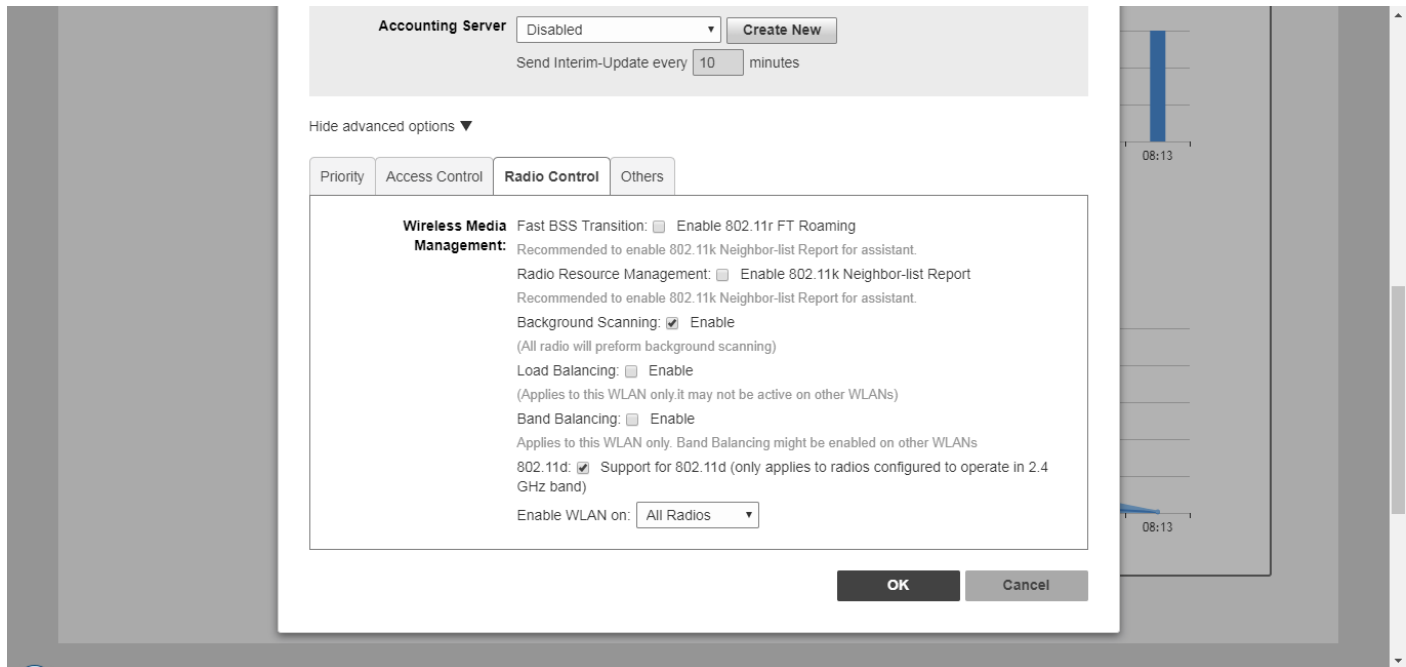 Accounting Server Disabled Create New
Send Interim-Update every 10 minutes
Hide advanced options ▼
08:13
Priority Access Control Radio Control Others
Wireless Media Fast BSS Transition: Enable 802.11r FT Roaming
Management: Recommended to enable 802.11k Neighbor-list Report for assistant.
Radio Resource Management: Enable 802.11k Neighbor-list Report
Recommended to enable 802.11k Neighbor-list Report for assistant.
Background Scanning: Enable
(All radio will preform background scanning)
Load Balancing: Enable
(Applies to this WLAN only.it may not be active on other WLANs)
Band Balancing: Enable
Applies to this WLAN only. Band Balancing might be enabled on other WLANs
802.11d: Support for 802.11d (only applies to radios configured to operate in 2.4
GHz band)
Enable WLAN on: All Radios
08:13
OK Cancel